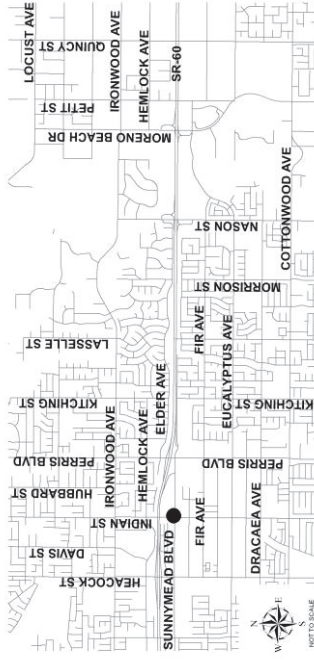 LOCUST AVE
QUINCY ST
IRONWOOD AVE
PETIT ST
HEMLOCK AVE
SR-60
MORENO BEACH DR
NASON ST
COTTONWOOD AVE
MORRISON ST
LASSELLE ST
FIR AVE
EUCALYPTUS AVE
ELDER AVE
KITCHING ST
KITCHING ST
PERRIS BLVD
IRONWOOD AVE
HEMLOCK AVE
PERRIS BLVD
HUBBARD ST
INDIAN ST
FIR AVE
DRACAEA AVE
DAVIS ST
SUNNYMEAD BLVD
HEACOCK ST
N
E
S
W
NOT TO SCALE